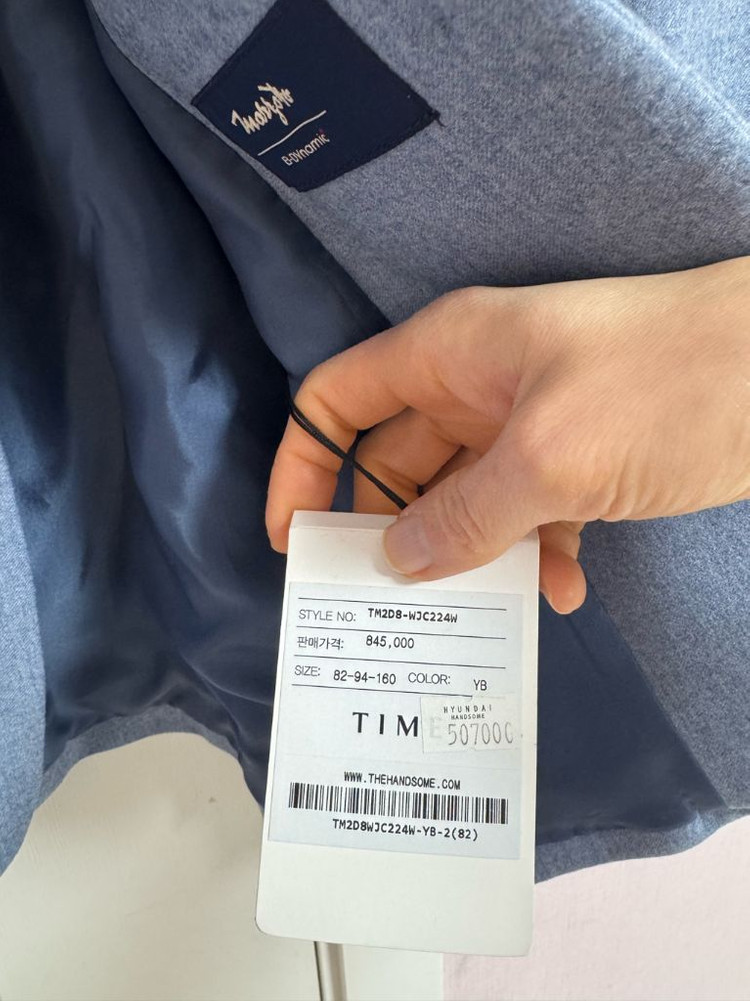 Marzotto
B-DYnamic
STYLE NO: TM2D8-WJC224W
판매가격: 845,000
SIZE: 82-94-160 COLOR: YB
TIME
HYUNDAI
HANDSOME
507000
WWW.THEHANDSOME.COM
TM2D8WJC224W-YB-2(82)